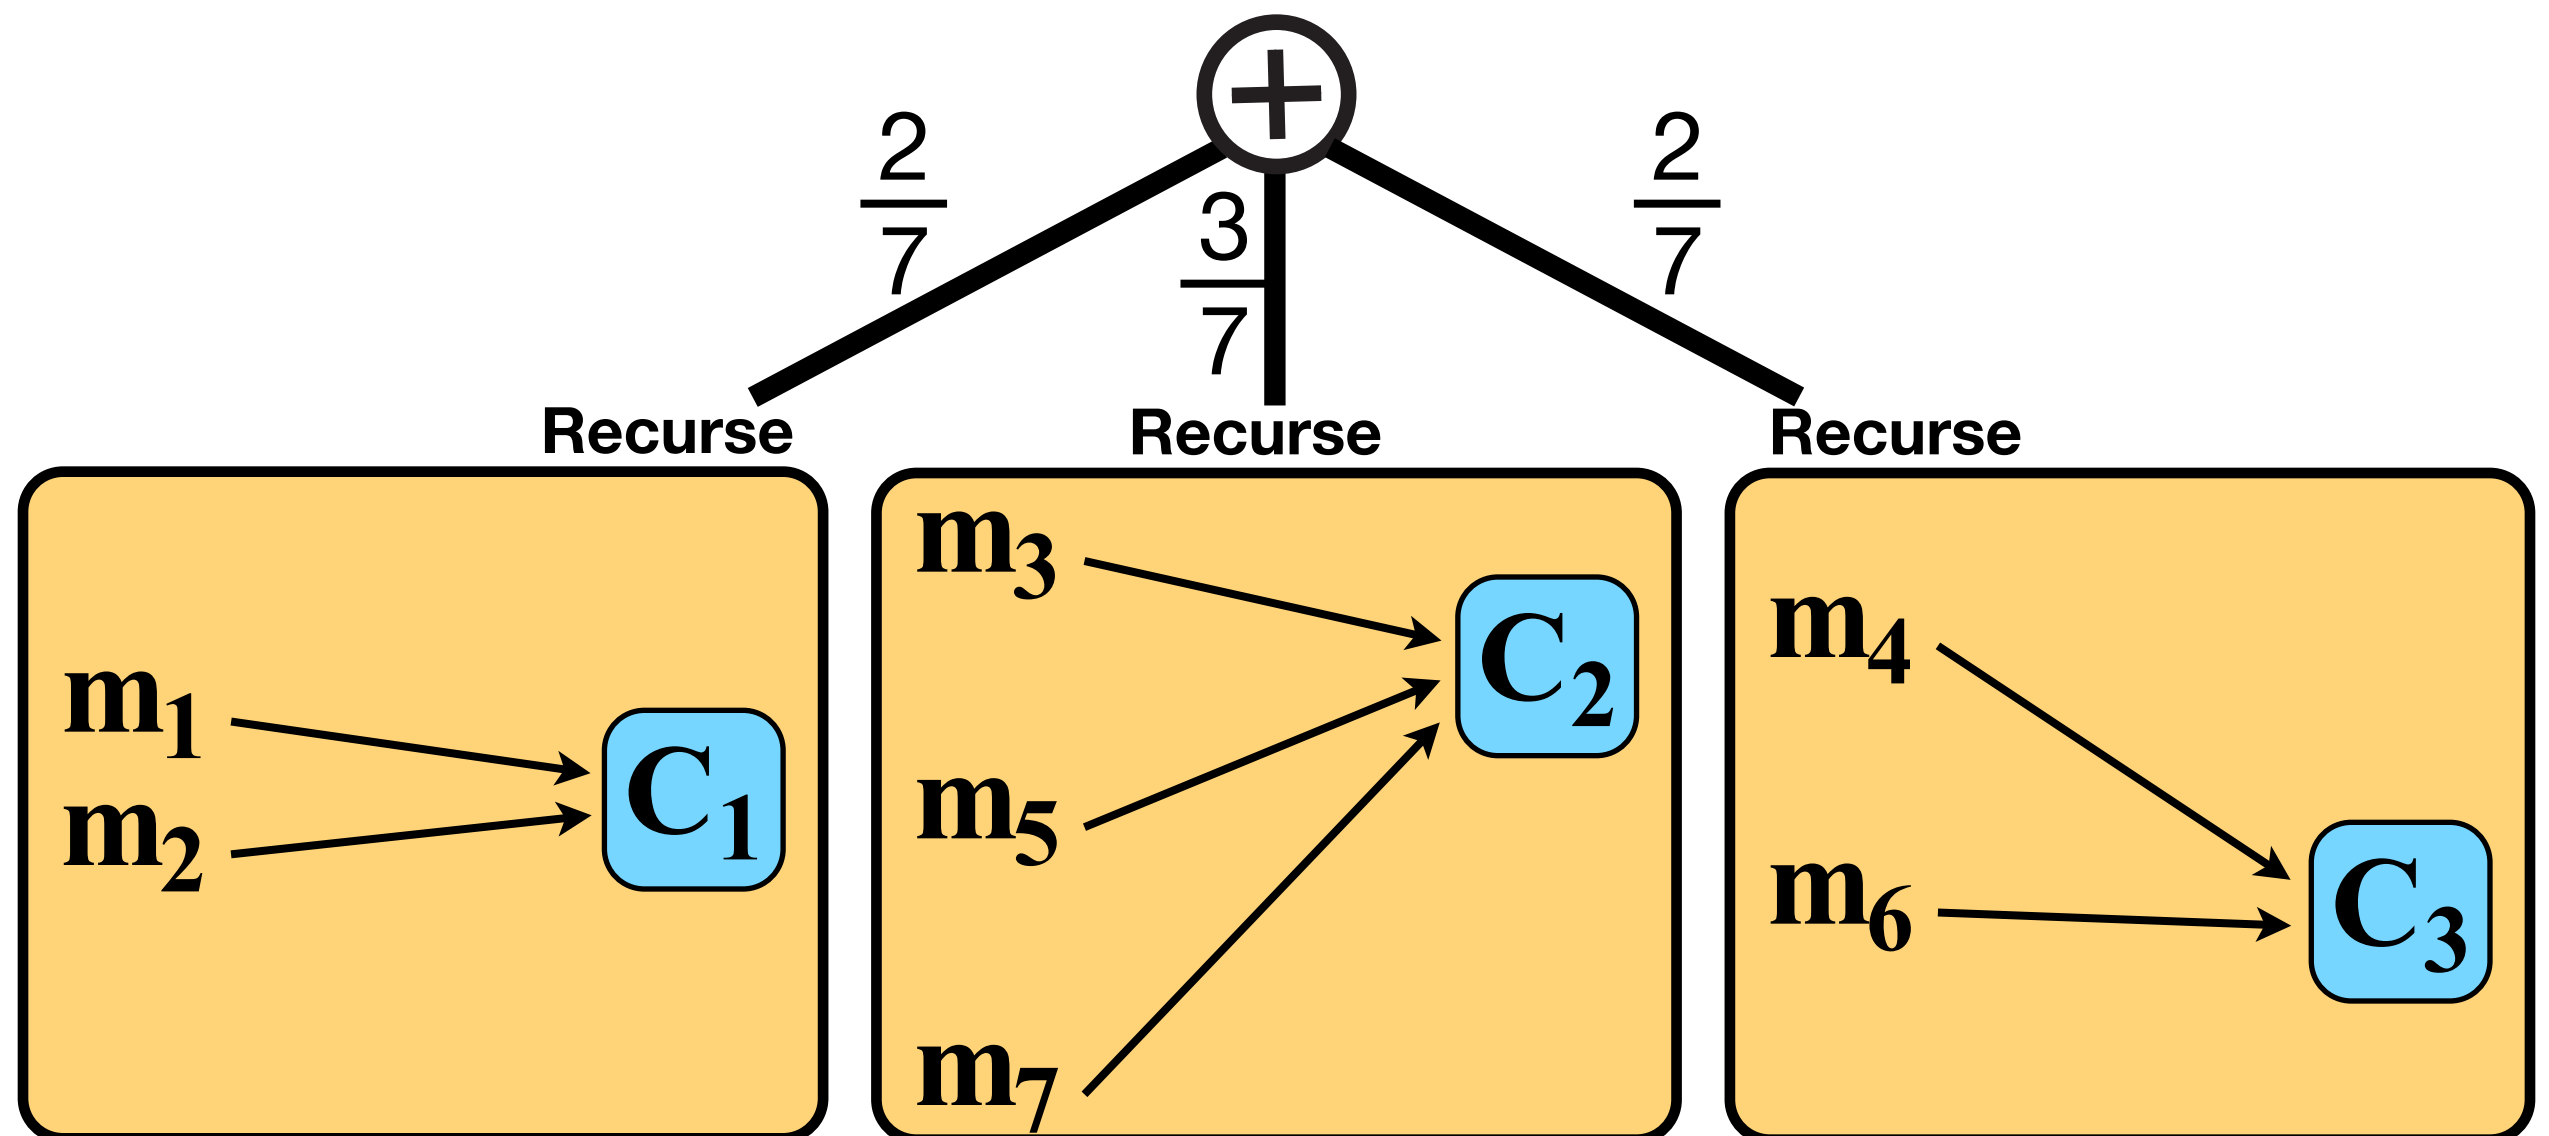 2/7
3/7
2/7
Recurse Recurse Recurse
m₁
m₂
C₁
m₃
m₅
m₇
C₂
m₄
m₆
C₃